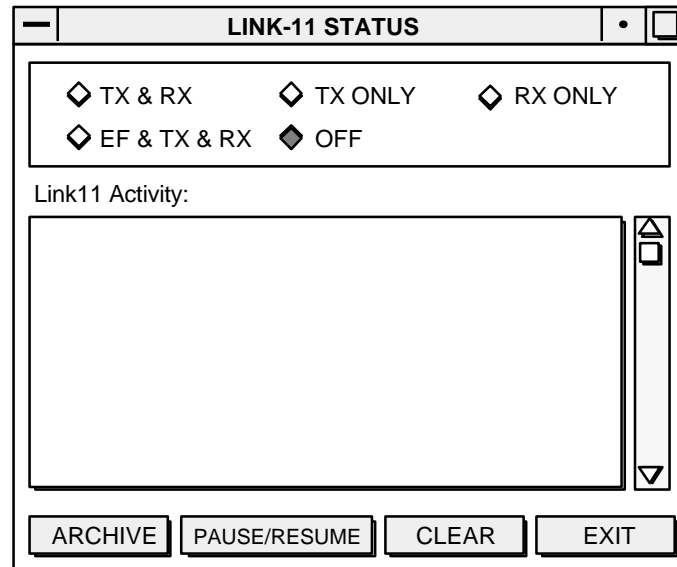 LINK-11 STATUS
TX & RX TX ONLY RX ONLY
EF & TX & RX OFF
Link11 Activity:
ARCHIVE PAUSE/RESUME CLEAR EXIT